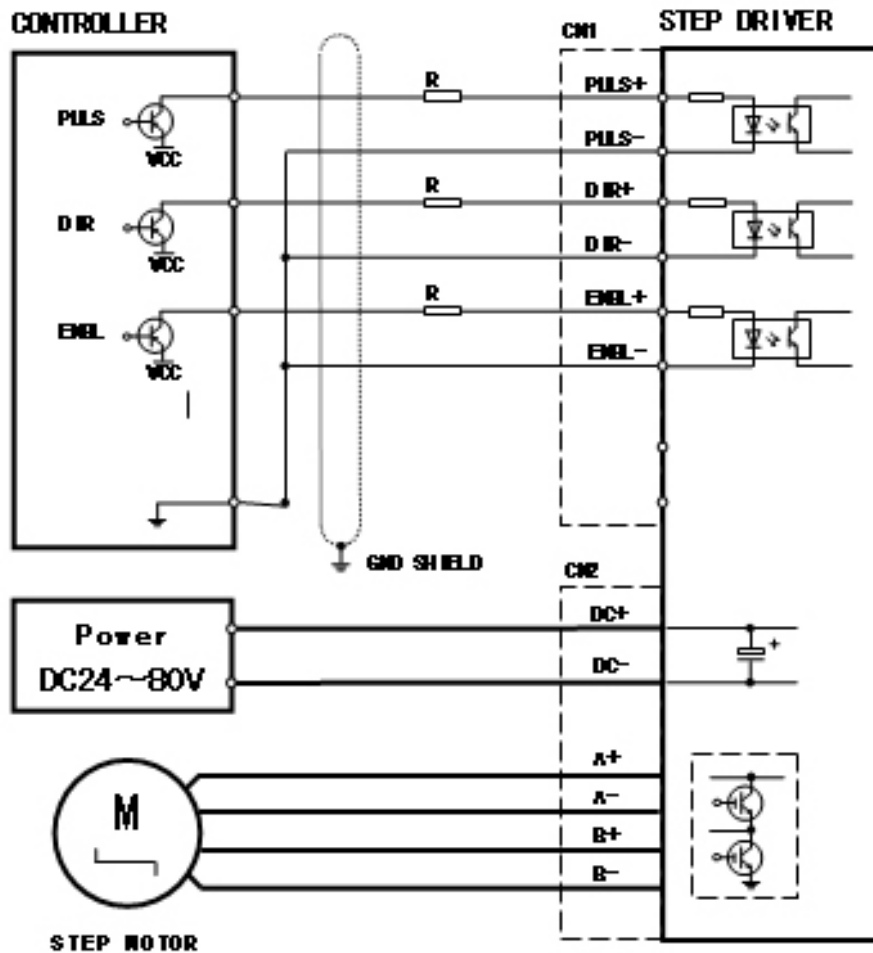 CONTROLLER
STEP DRIVER
CN1
R
PULS+
PULS
VCC
PULS-
R
DIR+
DIR
VCC
DIR-
R
ENBL+
ENBL
VCC
ENBL-
GND SHIELD
CN2
Power
DC24~80V
DC+
DC-
+
A+
A-
B+
B-
M
STEP MOTOR